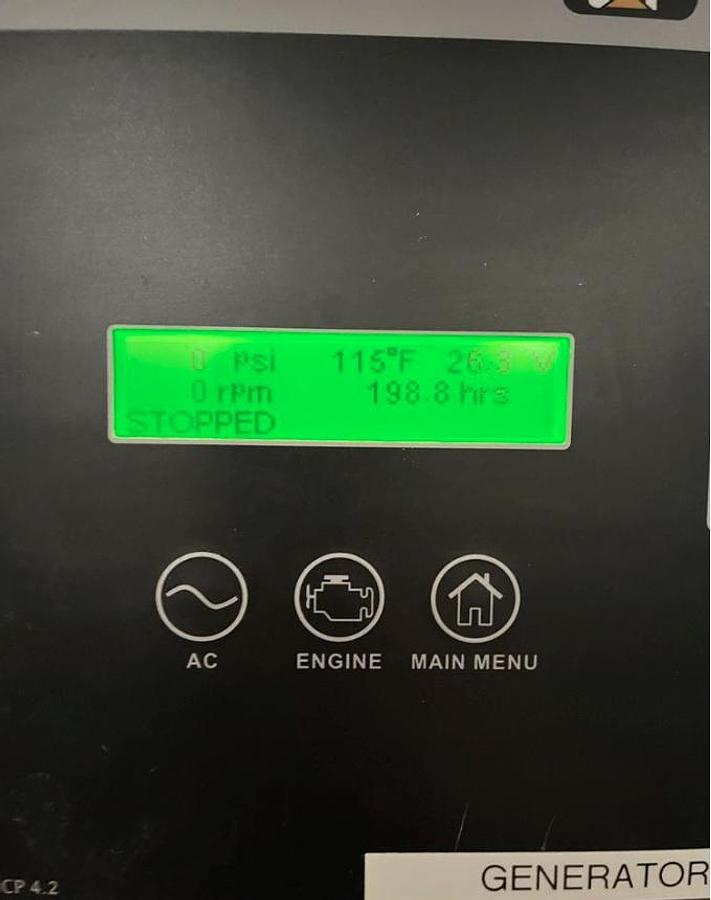 0 psi 115°F 26.3 V
0 rpm 198.8 hrs
STOPPED
AC ENGINE MAIN MENU
CP 4.2
GENERATOR